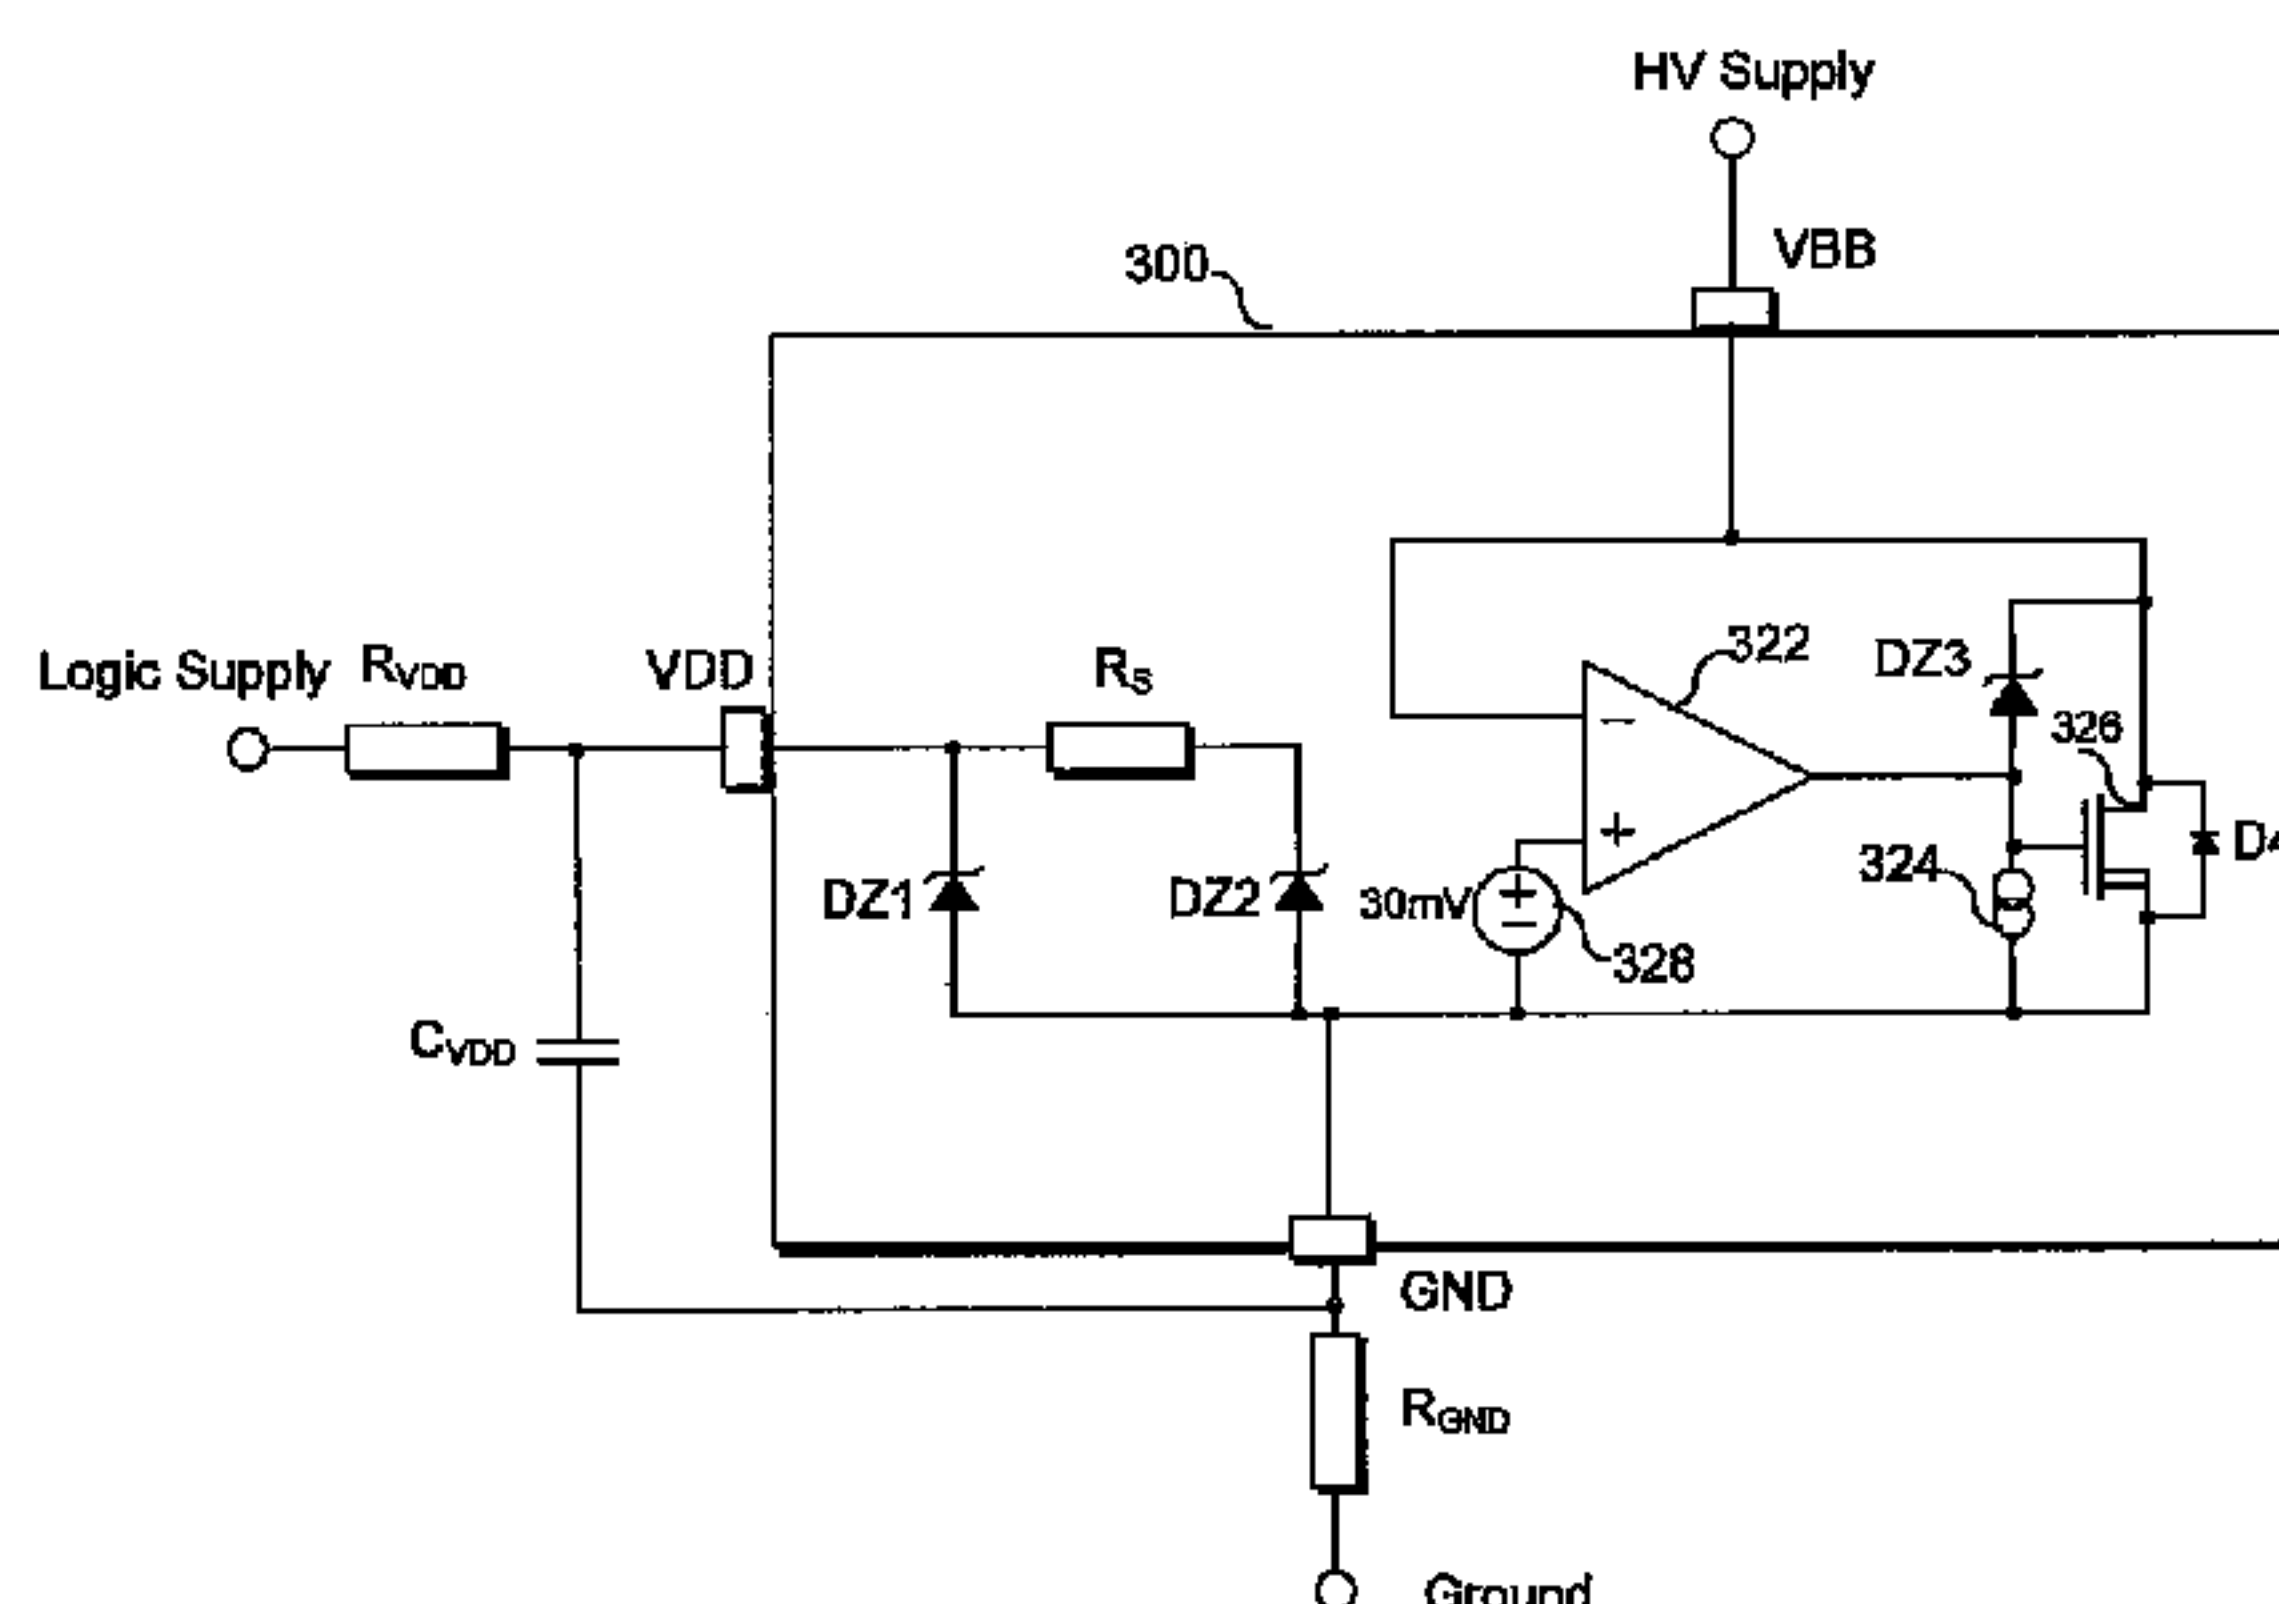 HV Supply
VBB
300
Logic Supply
RVDD
VDD
RS
322
DZ3
326
DZ1
DZ2
30mV
+
−
328
−
+
324
CVDD
GND
RGND
Ground